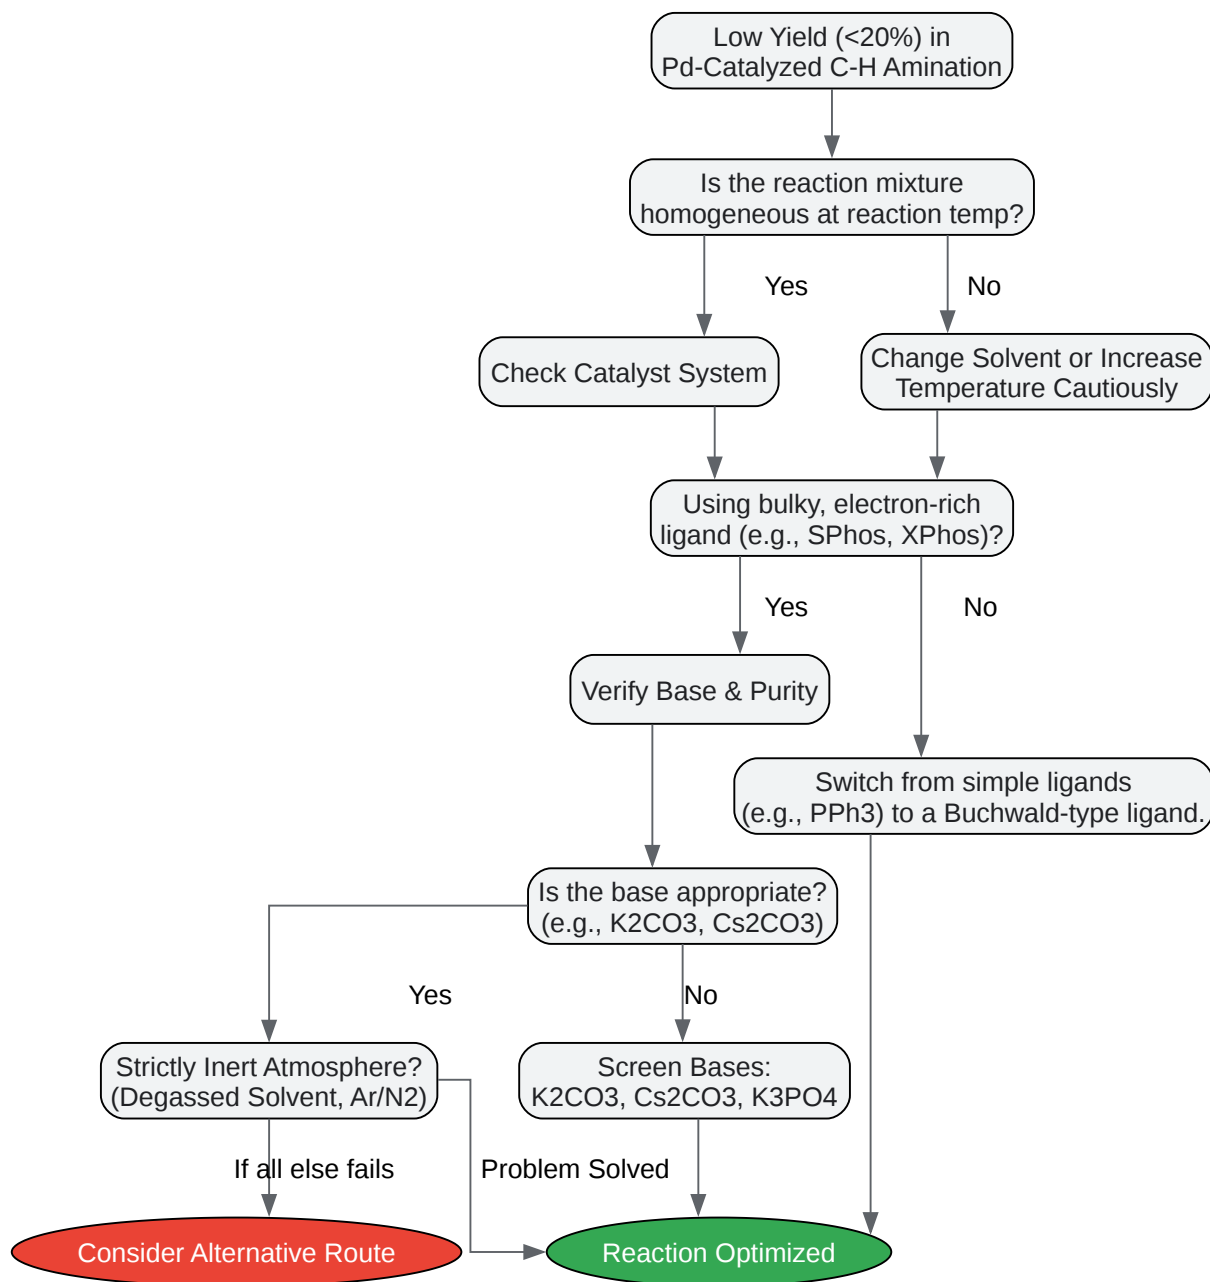 Low Yield (<20%) in
Pd-Catalyzed C-H Amination
Is the reaction mixture
homogeneous at reaction temp?
Yes
No
Check Catalyst System
Change Solvent or Increase
Temperature Cautiously
Using bulky, electron-rich
ligand (e.g., SPhos, XPhos)?
Yes
No
Verify Base & Purity
Switch from simple ligands
(e.g., PPh3) to a Buchwald-type ligand.
Is the base appropriate?
(e.g., K2CO3, Cs2CO3)
Yes
No
Strictly Inert Atmosphere?
(Degassed Solvent, Ar/N2)
Screen Bases:
K2CO3, Cs2CO3, K3PO4
If all else fails
Problem Solved
Consider Alternative Route
Reaction Optimized